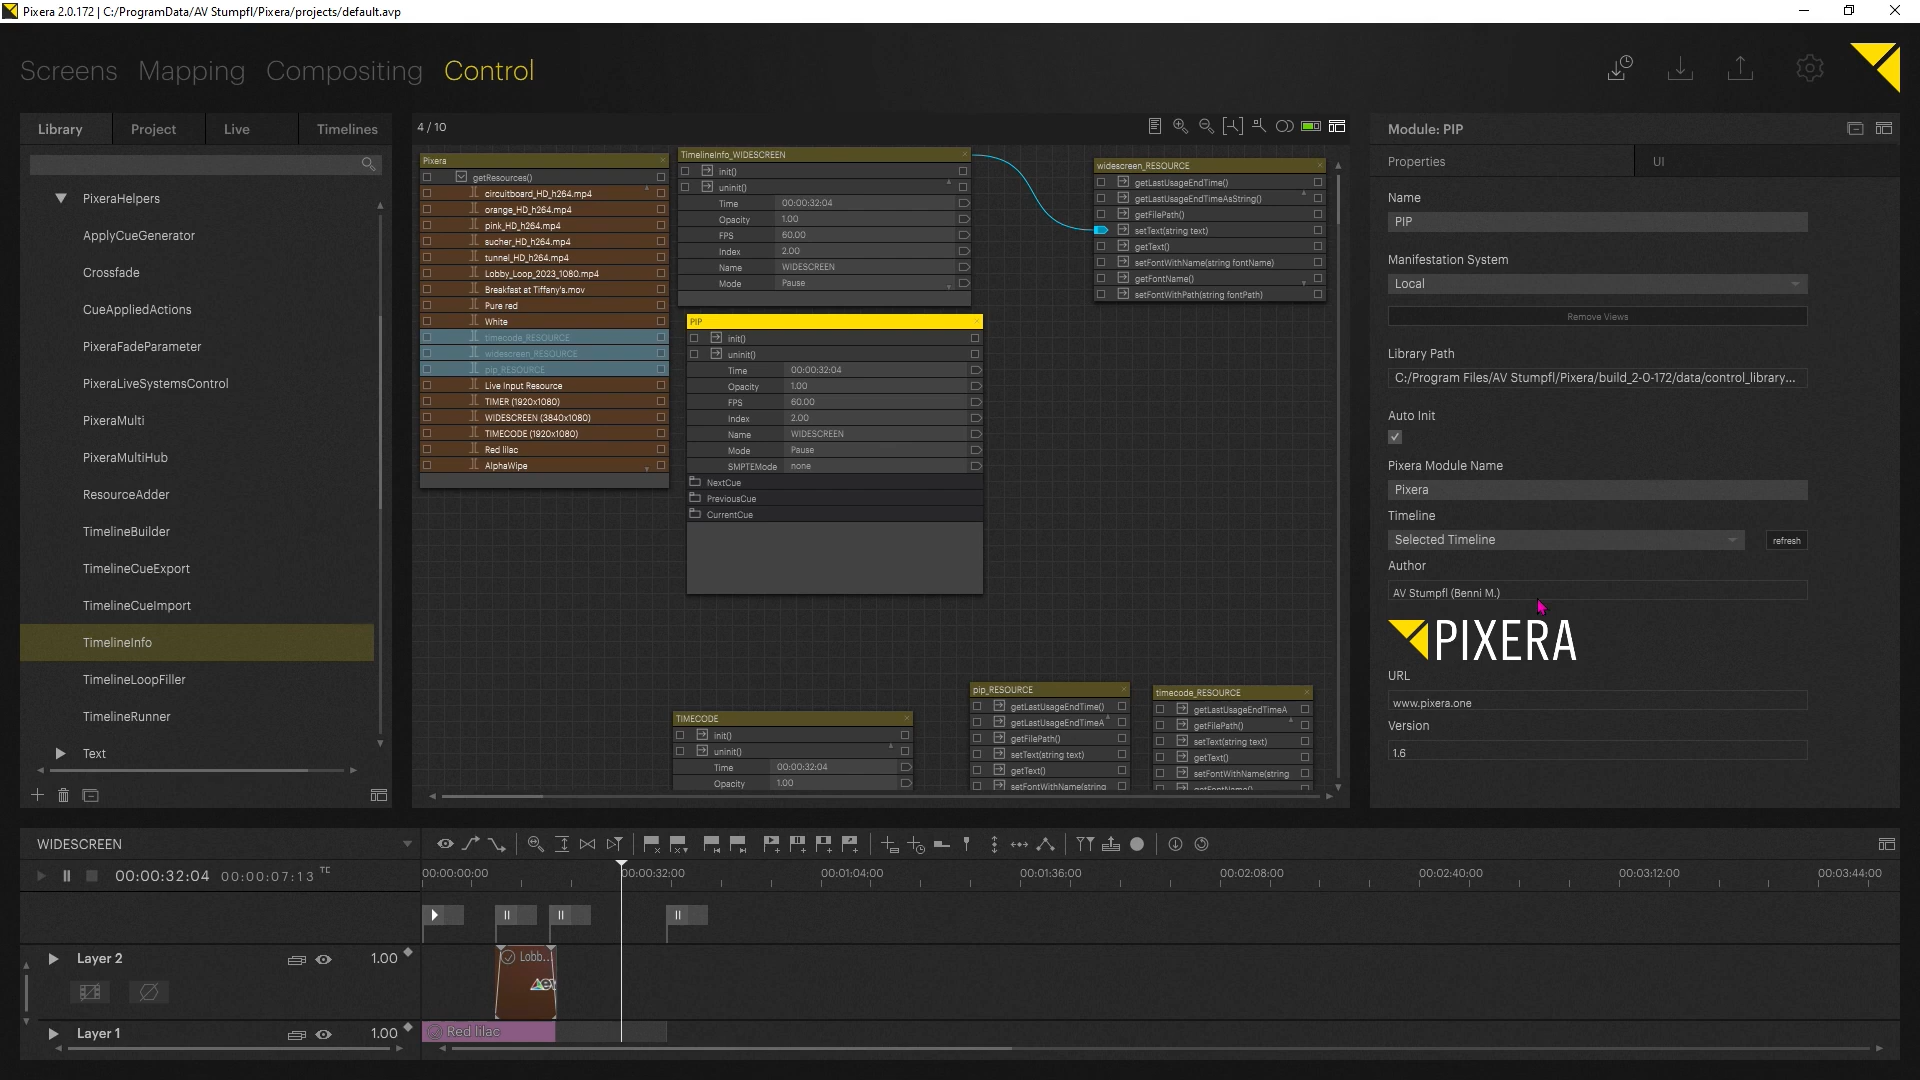 Pixera 2.0.172 | C:/ProgramData/AV Stumpfl/Pixera/projects/default.avp
Screens Mapping Compositing Control
Library Project Live Timelines
PixeraHelpers
ApplyCueGenerator
Crossfade
CueAppliedActions
PixeraFadeParameter
PixeraLiveSystemsControl
PixeraMulti
PixeraMultiHub
ResourceAdder
TimelineBuilder
TimelineCueExport
TimelineCueImport
TimelineInfo
TimelineLoopFiller
TimelineRunner
Text
4 / 10
Pixera
getResources()
circuitboard_HD_h264.mp4
orange_HD_h264.mp4
pink_HD_h264.mp4
sucher_HD_h264.mp4
tunnel_HD_h264.mp4
Lobby_Loop_2023_1080.mp4
Breakfast at Tiffany's.mov
Pure red
White
timecode_RESOURCE
widescreen_RESOURCE
pip_RESOURCE
Live Input Resource
TIMER (1920x1080)
WIDESCREEN (3840x1080)
TIMECODE (1920x1080)
Red lilac
AlphaWipe
TimelineInfo_WIDESCREEN
init()
uninit()
Time 00:00:32:04
Opacity 1.00
FPS 60.00
Index 2.00
Name WIDESCREEN
Mode Pause
PIP
init()
uninit()
Time 00:00:32:04
Opacity 1.00
FPS 60.00
Index 2.00
Name WIDESCREEN
Mode Pause
SMPTEMode none
NextCue
PreviousCue
CurrentCue
widescreen_RESOURCE
getLastUsageEndTime()
getLastUsageEndTimeAsString()
getFilePath()
setText(string text)
getText()
setFontWithName(string fontName)
getFontName()
setFontWithPath(string fontPath)
TIMECODE
init()
uninit()
Time 00:00:32:04
Opacity 1.00
pip_RESOURCE
getLastUsageEndTime()
getLastUsageEndTimeA
getFilePath()
setText(string text)
getText()
setFontWithName(string
timecode_RESOURCE
getLastUsageEndTimeA
getFilePath()
setText(string text)
getText()
setFontWithName(string
getFontName()
Module: PIP
Properties UI
Name
PIP
Manifestation System
Local
Remove Views
Library Path
C:/Program Files/AV Stumpfl/Pixera/build_2-0-172/data/control_library...
Auto Init
Pixera Module Name
Pixera
Timeline
Selected Timeline refresh
Author
AV Stumpfl (Benni M.)
PIXERA
URL
www.pixera.one
Version
1.6
WIDESCREEN
00:00:32:04 00:00:07:13 TC
00:00:00:00 00:00:32:00 00:01:04:00 00:01:36:00 00:02:08:00 00:02:40:00 00:03:12:00 00:03:44:00
Layer 2 1.00
Lobb..
Layer 1 1.00
Red lilac